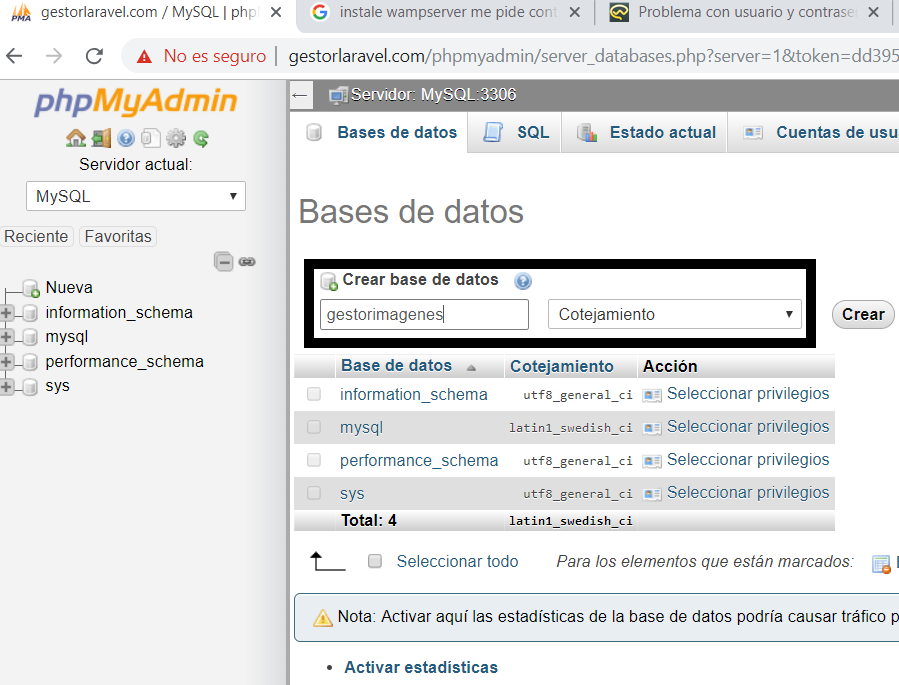 gestorlaravel.com / MySQL | phpl
instale wampserver me pide cont
Problema con usuario y contrase
No es seguro | gestorlaravel.com/phpmyadmin/server_databases.php?server=1&token=dd395
phpMyAdmin
Servidor actual:
MySQL
Reciente Favoritas
Nueva
information_schema
mysql
performance_schema
sys
Servidor: MySQL:3306
Bases de datos SQL Estado actual Cuentas de usu
Bases de datos
Crear base de datos
gestorimagenes Cotejamiento Crear
Base de datos Cotejamiento Acción
information_schema utf8_general_ci Seleccionar privilegios
mysql latin1_swedish_ci Seleccionar privilegios
performance_schema utf8_general_ci Seleccionar privilegios
sys utf8_general_ci Seleccionar privilegios
Total: 4 latin1_swedish_ci
Seleccionar todo Para los elementos que están marcados:
Nota: Activar aquí las estadísticas de la base de datos podría causar tráfico p
• Activar estadísticas